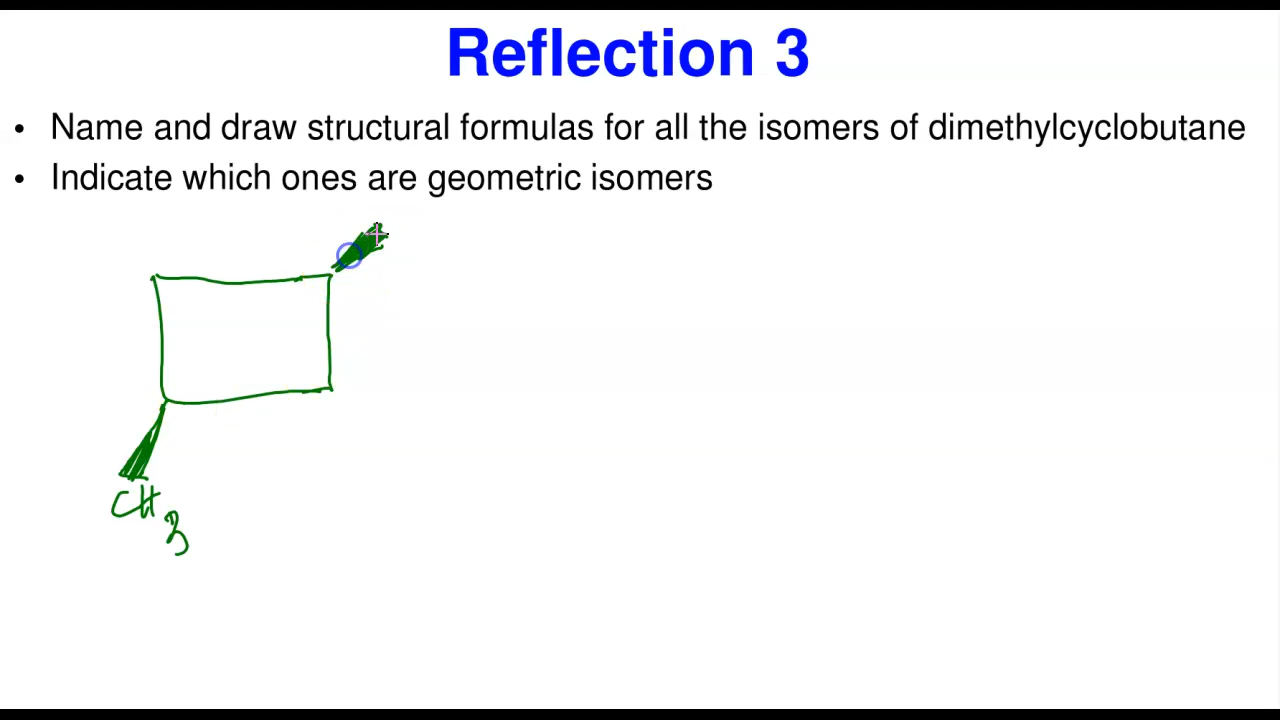 Reflection 3
• Name and draw structural formulas for all the isomers of dimethylcyclobutane
• Indicate which ones are geometric isomers
CH3